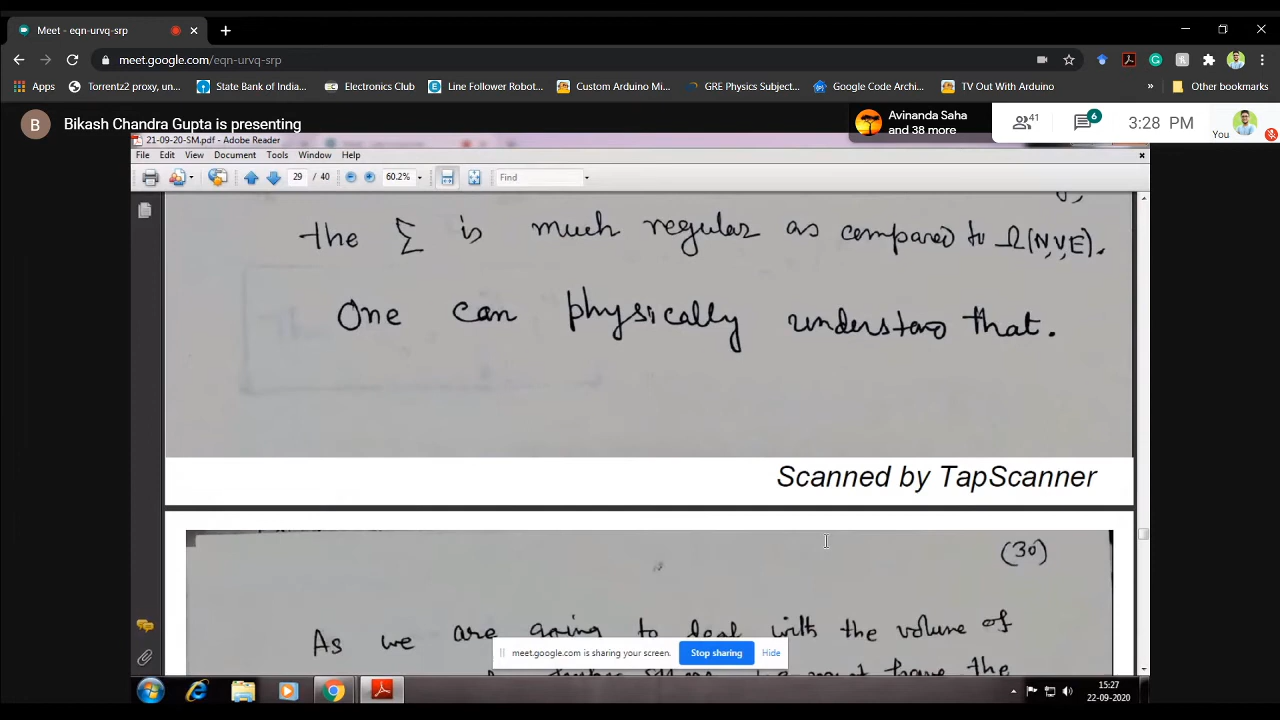 Meet - eqn-urvq-srp
meet.google.com/eqn-urvq-srp
Apps
Torrentz2 proxy, un...
State Bank of India...
Electronics Club
Line Follower Robot...
Custom Arduino Mi...
GRE Physics Subject...
Google Code Archiv...
TV Out With Arduino
»
Other bookmarks
B
Bikash Chandra Gupta is presenting
Avinanda Saha
and 38 more
41
6
3:28 PM
You
21-09-20-SM.pdf - Adobe Reader
File Edit View Document Tools Window Help
29 / 40
60.2%
Find
the Σ is much regular as compared to Ω(N,V,E).
One can physically understand that.
Scanned by TapScanner
(30)
As we are going to deal with the volume of
must have the
meet.google.com is sharing your screen.
Stop sharing
Hide
15:27
22-09-2020